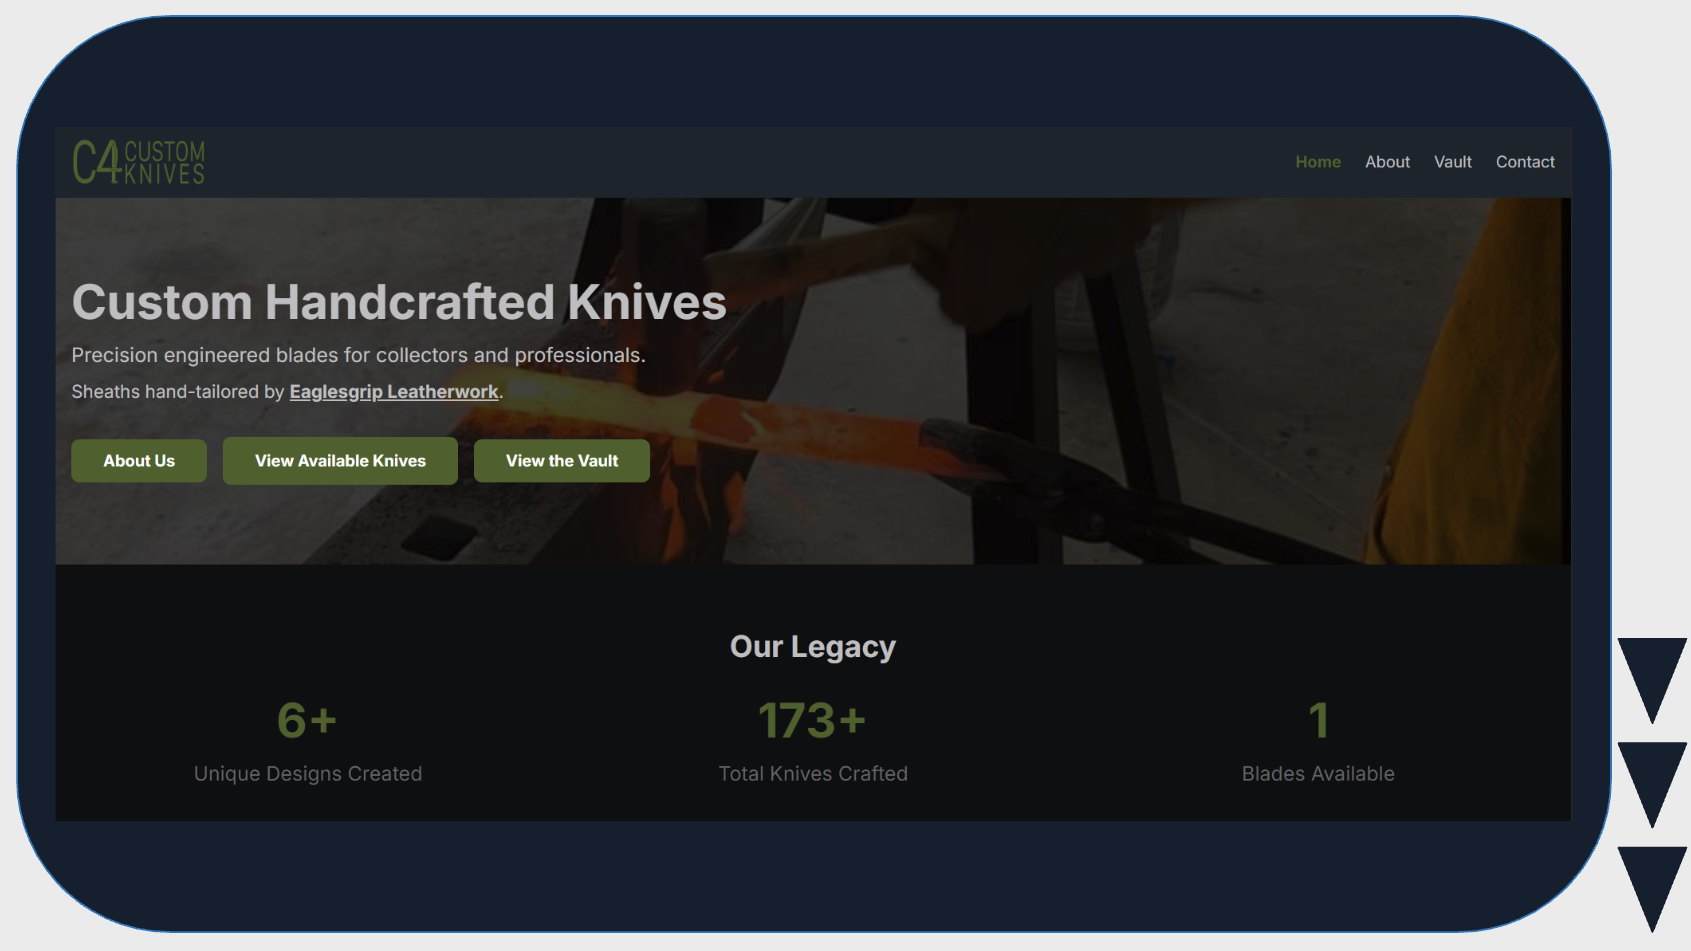 C4 CUSTOM KNIVES
Home About Vault Contact
Custom Handcrafted Knives
Precision engineered blades for collectors and professionals.
Sheaths hand-tailored by Eaglesgrip Leatherwork.
About Us View Available Knives View the Vault
Our Legacy
6+ 173+ 1
Unique Designs Created Total Knives Crafted Blades Available